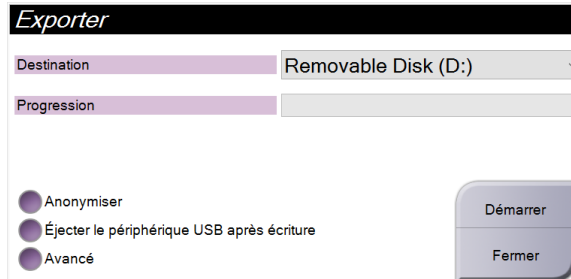 Exporter
Destination
Removable Disk (D:)
Progression
Anonymiser
Éjecter le périphérique USB après écriture
Avancé
Démarrer
Fermer